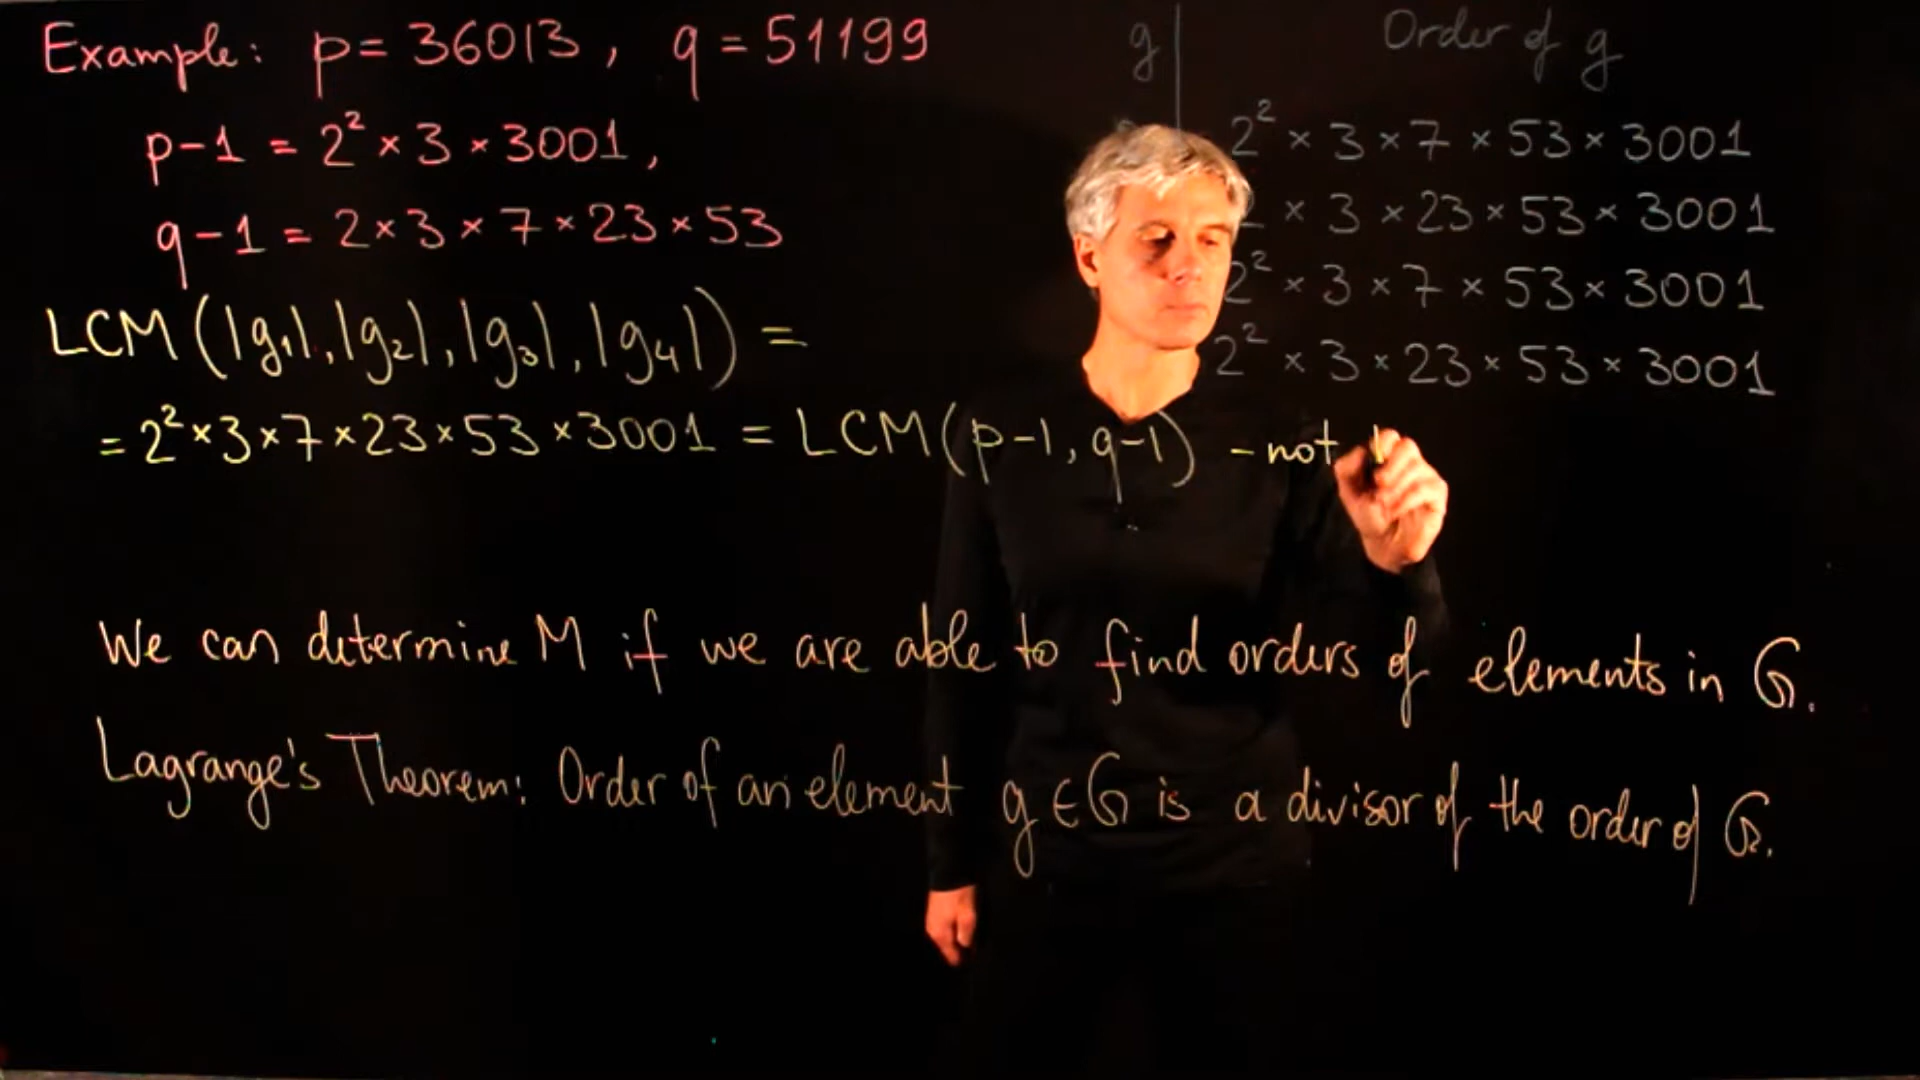 Example: p = 36013, q = 51199
p-1 = 2² × 3 × 3001,
q-1 = 2×3 × 7 × 23 × 53
LCM (|g₁|, |g₂|, |g₃|, |g₄|) =
= 2² × 3 × 7 × 23 × 53 × 3001 = LCM(p-1, q-1) - not
We can determine M if we are able to find orders of elements in G.
Lagrange's Theorem: Order of an element g ∈ G is a divisor of the order of G.
g | Order of g
2² × 3 × 7 × 53 × 3001
× 3 × 23 × 53 × 3001
2² × 3 × 7 × 53 × 3001
2² × 3 × 23 × 53 × 3001